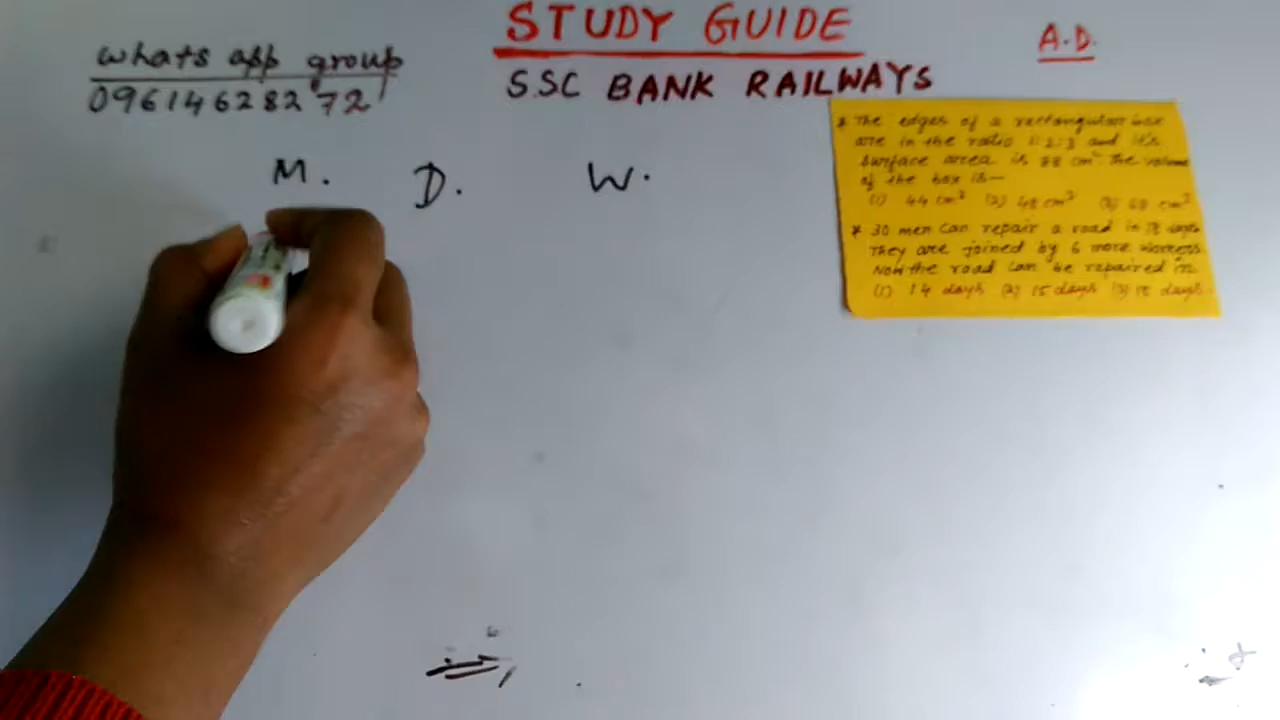 STUDY GUIDE
A.D.
whats app group
09614628272
S.SC BANK RAILWAYS
M. D. W.
* The edges of a rectangular box
are in the ratio 1:2:3 and it's
surface area is 88 cm² The volume
of the box is—
(1) 44 cm³ (2) 48 cm³ (3) 60 cm³
* 30 men can repair a road in 18 days
They are joined by 6 more workers
Now the road can be repaired in
(1) 14 days (2) 15 days (3) 18 days